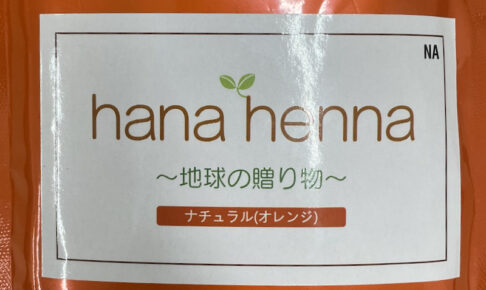 NA
hana henna
～地球の贈り物～
ナチュラル(オレンジ)